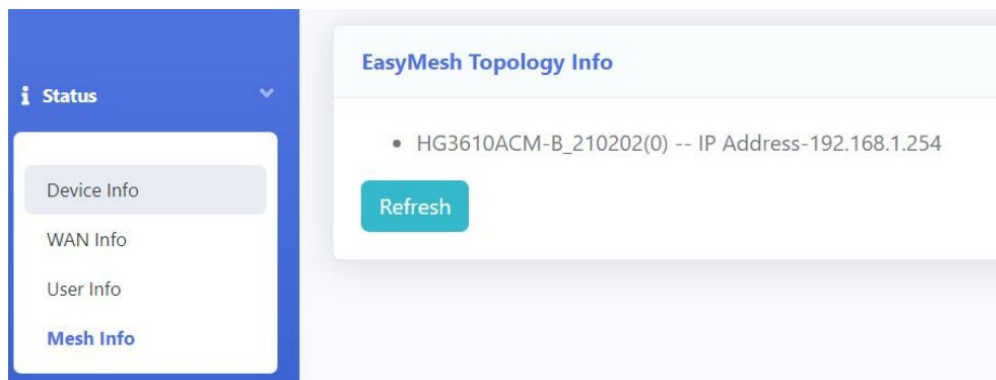 Status
Device Info
WAN Info
User Info
Mesh Info
EasyMesh Topology Info
HG3610ACM-B_210202(0) -- IP Address-192.168.1.254
Refresh